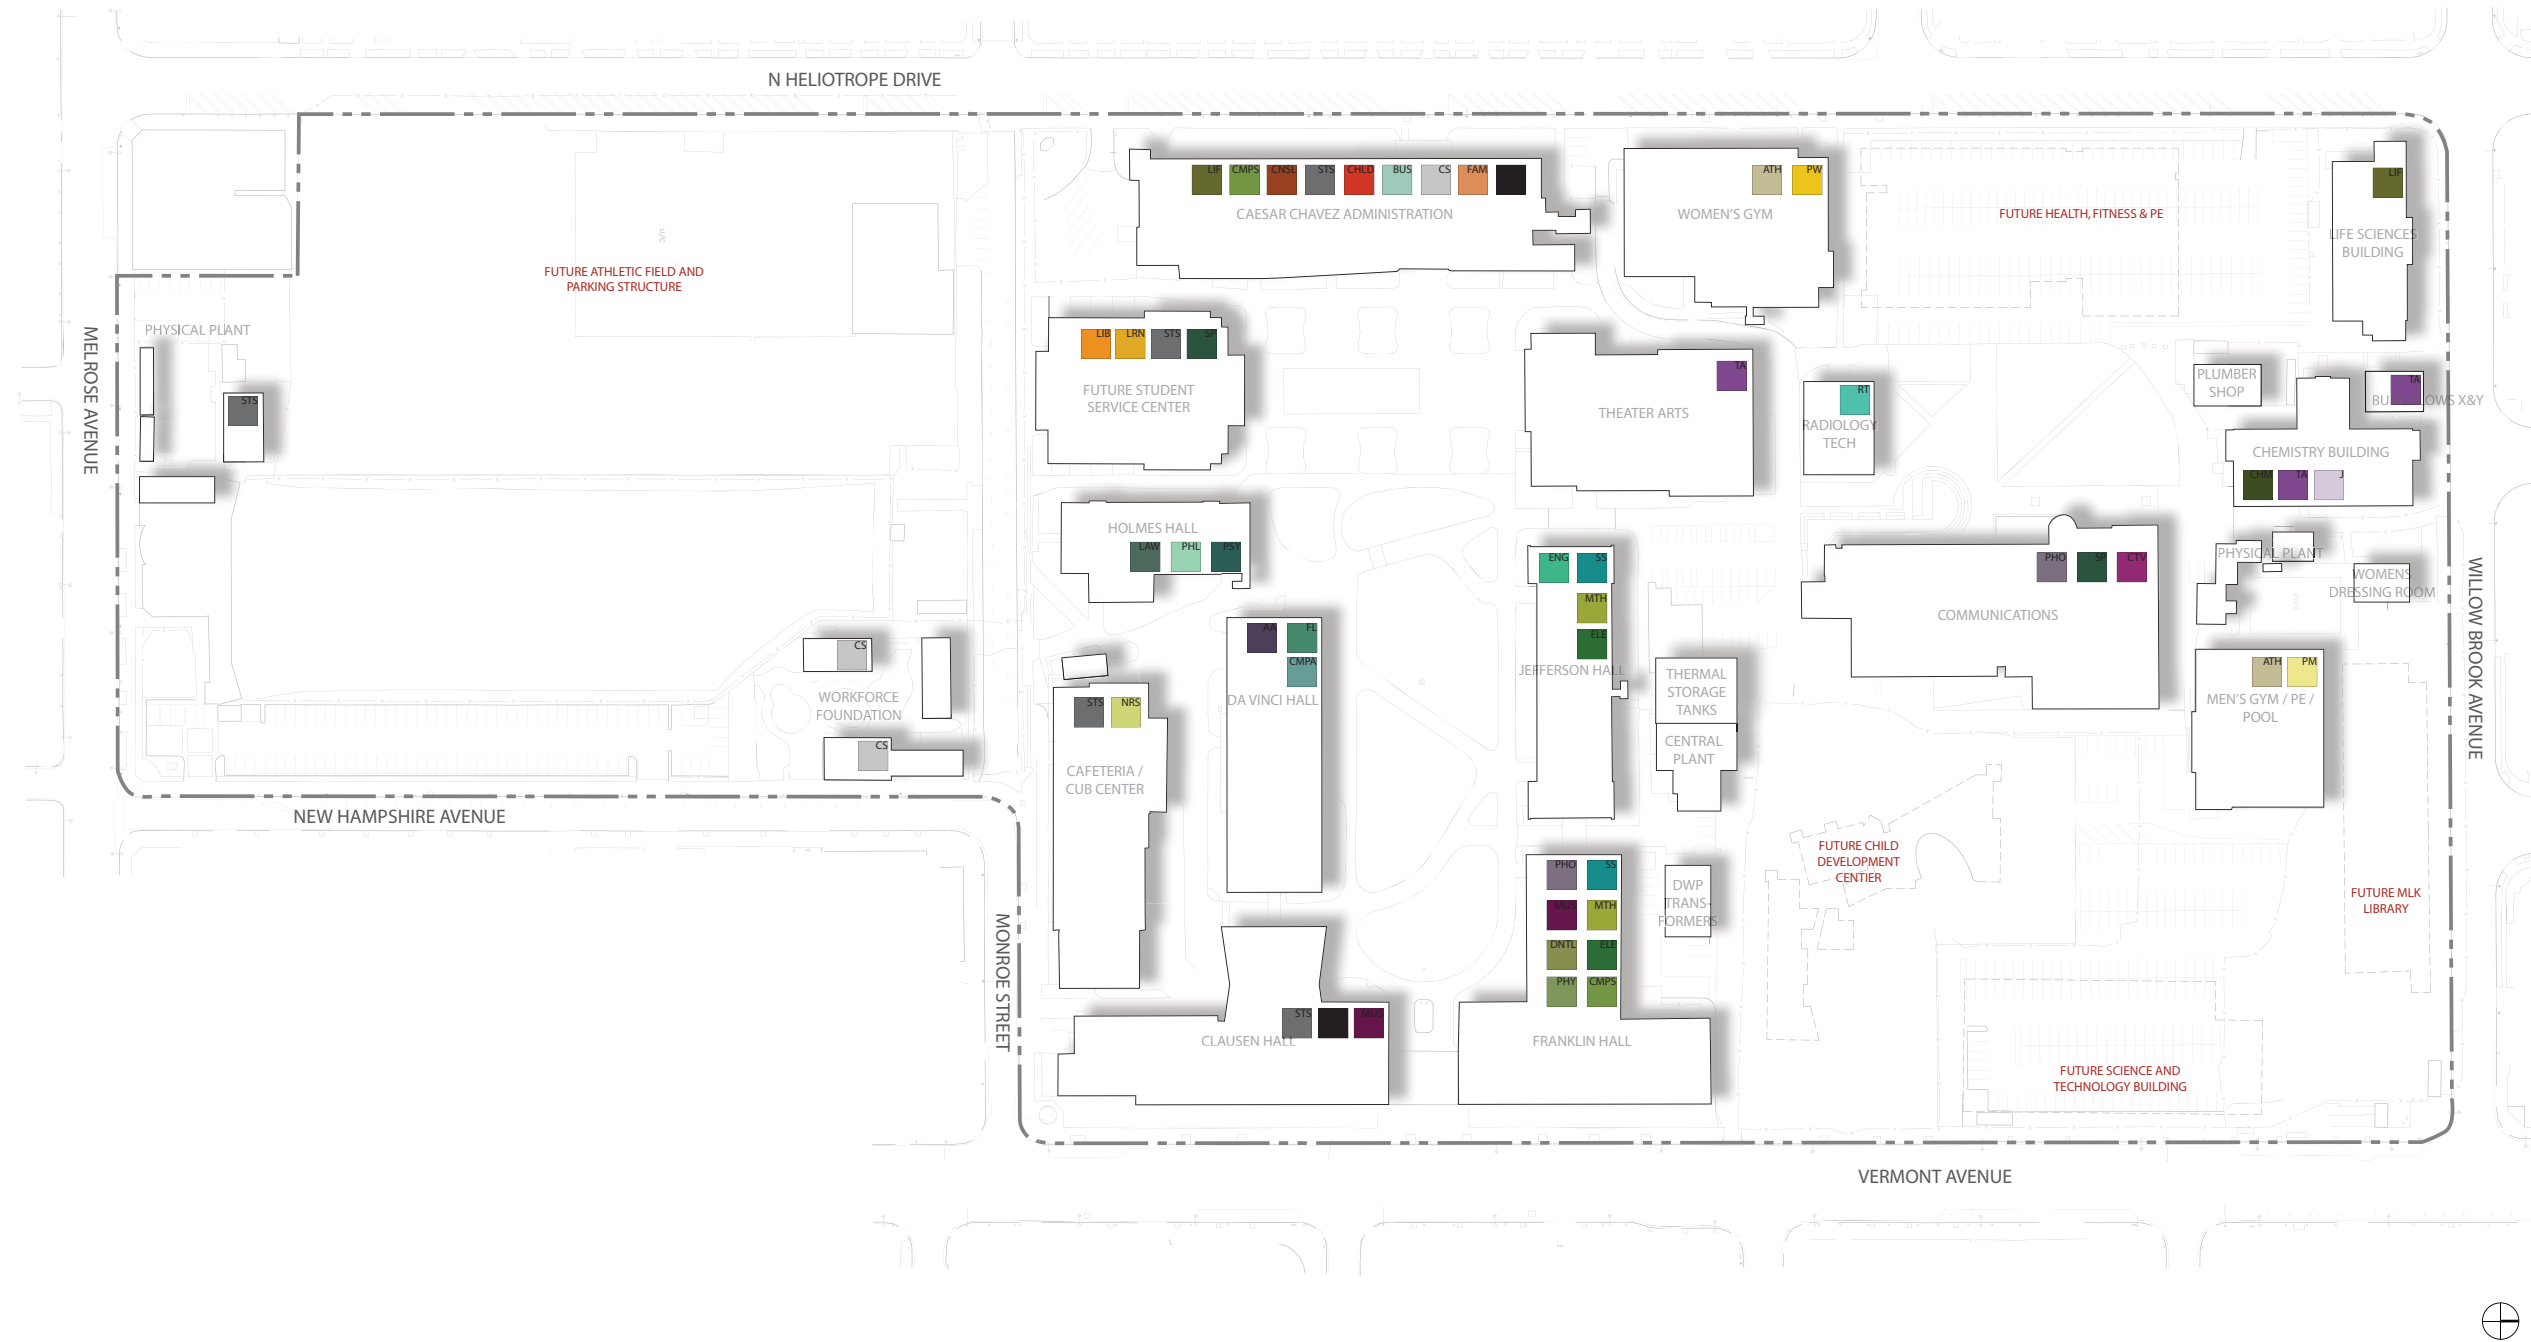 N HELIOTROPE DRIVE
LIF CMPS CNSL STS CHLD BUS CS FAM
CAESAR CHAVEZ ADMINISTRATION
ATH PW
WOMEN'S GYM
FUTURE HEALTH, FITNESS & PE
LIF
LIFE SCIENCES
BUILDING
FUTURE ATHLETIC FIELD AND
PARKING STRUCTURE
PHYSICAL PLANT
STS
MELROSE AVENUE
LIB LRN STS SP
FUTURE STUDENT
SERVICE CENTER
TA
THEATER ARTS
RT
RADIOLOGY
TECH
PLUMBER
SHOP
TA
X&Y
CHEMISTRY BUILDING
CHM TA J
HOLMES HALL
LAW PHL PSY
ENG SS
MTH
ELE
JEFFERSON HALL
PHO SP CTV
COMMUNICATIONS
PHYSICAL PLANT
WOMENS
DRESSING ROOM
POOL
WILLOW BROOK AVENUE
AA FL
CMPA
DA VINCI HALL
CS
WORKFORCE
FOUNDATION
CS
STS NRS
CAFETERIA /
CUB CENTER
THERMAL
STORAGE
TANKS
CENTRAL
PLANT
ATH PM
MEN'S GYM / PE /
POOL
NEW HAMPSHIRE AVENUE
MONROE STREET
FUTURE CHILD
DEVELOPMENT
CENTIER
FUTURE MLK
LIBRARY
PHO SS
MUS MTH
DNTL ELE
PHY CMPS
FRANKLIN HALL
DWP
TRANS-
FORMERS
STS MUS
CLAUSEN HALL
FUTURE SCIENCE AND
TECHNOLOGY BUILDING
VERMONT AVENUE